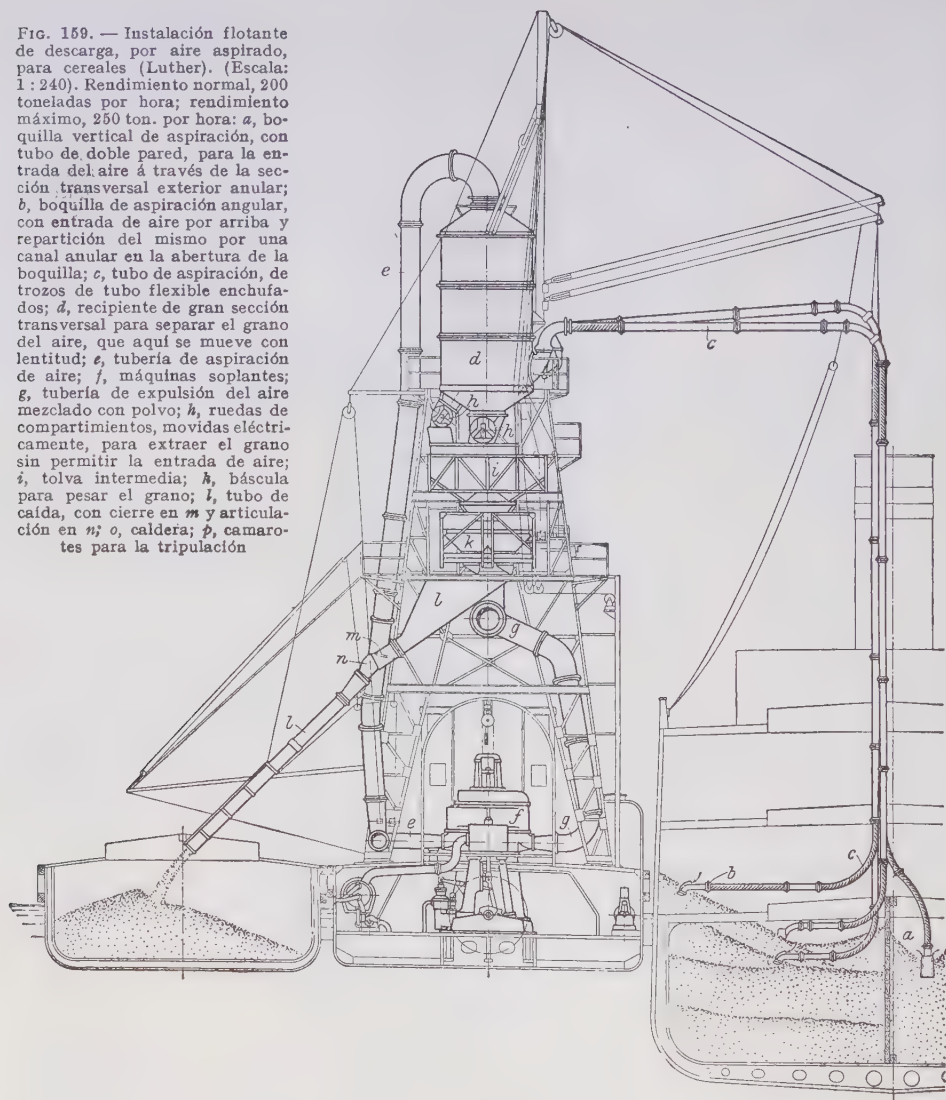 FIG. 159. — Instalación flotante
de descarga, por aire aspirado,
para cereales (Luther). (Escala:
1 : 240). Rendimiento normal, 200
toneladas por hora; rendimiento
máximo, 250 ton. por hora: a, bo-
quilla vertical de aspiración, con
tubo de doble pared, para la en-
trada del aire á través de la sec-
ción transversal exterior anular;
b, boquilla de aspiración angular,
con entrada de aire por arriba y
repartición del mismo por una
canal anular en la abertura de la
boquilla; c, tubo de aspiración, de
trozos de tubo flexible enchufa-
dos; d, recipiente de gran sección
transversal para separar el grano
del aire, que aquí se mueve con
lentitud; e, tubería de aspiración
de aire; f, máquinas soplantes;
g, tubería de expulsión del aire
mezclado con polvo; h, ruedas de
compartimientos, movidas eléctri-
camente, para extraer el grano
sin permitir la entrada de aire;
i, tolva intermedia; k, báscula
para pesar el grano; l, tubo de
caída, con cierre en m y articula-
ción en n; o, caldera; p, camaro-
tes para la tripulación
e
d
c
h
h
i
k
l
g
m
n
l
f
e
g
b
c
a